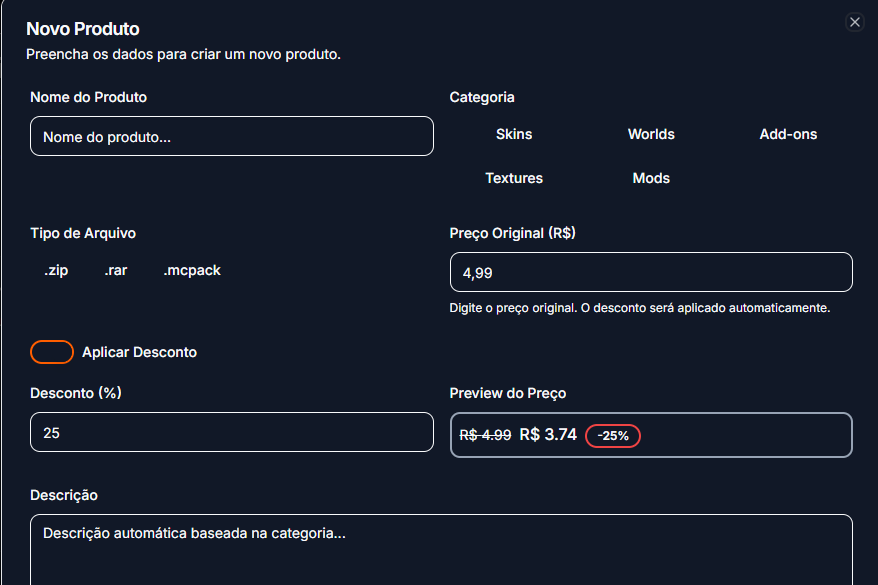 Novo Produto
Preencha os dados para criar um novo produto.
Nome do Produto
Nome do produto...
Categoria
Skins Worlds Add-ons
Textures Mods
Tipo de Arquivo
.zip .rar .mcpack
Preço Original (R$)
4,99
Digite o preço original. O desconto será aplicado automaticamente.
Aplicar Desconto
Desconto (%)
25
Preview do Preço
R$ 4.99 R$ 3.74 -25%
Descrição
Descrição automática baseada na categoria...